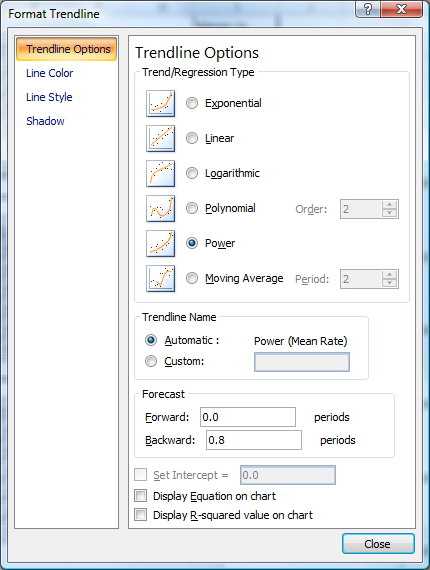 Format Trendline
Trendline Options
Line Color
Line Style
Shadow
Trendline Options
Trend/Regression Type
Exponential
Linear
Logarithmic
Polynomial Order: 2
Power
Moving Average Period: 2
Trendline Name
Automatic : Power (Mean Rate)
Custom:
Forecast
Forward: 0.0 periods
Backward: 0.8 periods
Set Intercept = 0.0
Display Equation on chart
Display R-squared value on chart
Close